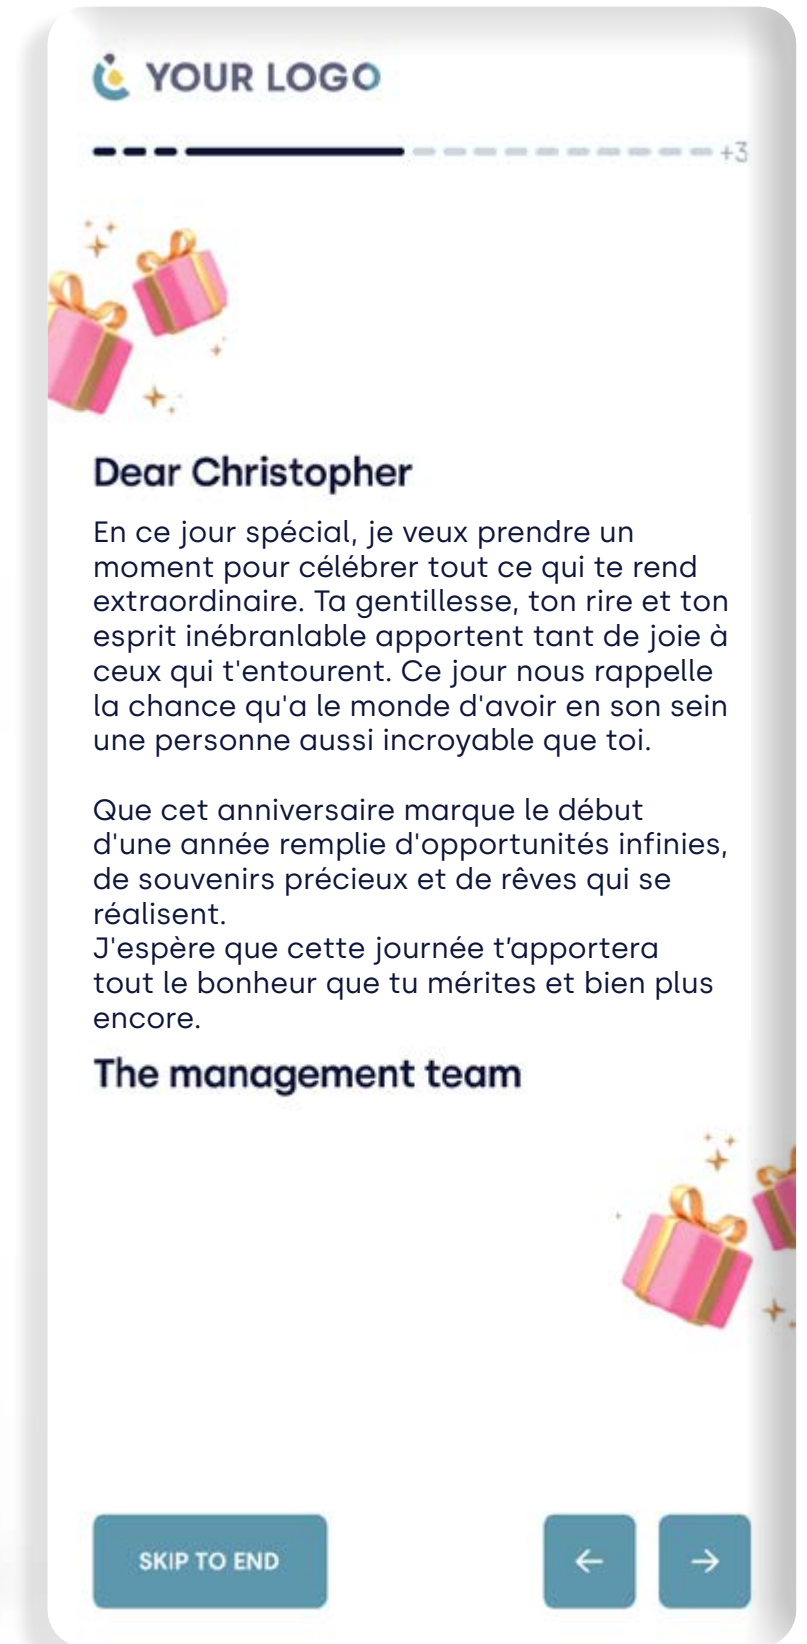 YOUR LOGO
+3
Dear Christopher
En ce jour spécial, je veux prendre un
moment pour célébrer tout ce qui te rend
extraordinaire. Ta gentillesse, ton rire et ton
esprit inébranlable apportent tant de joie à
ceux qui t'entourent. Ce jour nous rappelle
la chance qu'a le monde d'avoir en son sein
une personne aussi incroyable que toi.
Que cet anniversaire marque le début
d'une année remplie d'opportunités infinies,
de souvenirs précieux et de rêves qui se
réalisent.
J'espère que cette journée t’apportera
tout le bonheur que tu mérites et bien plus
encore.
The management team
SKIP TO END